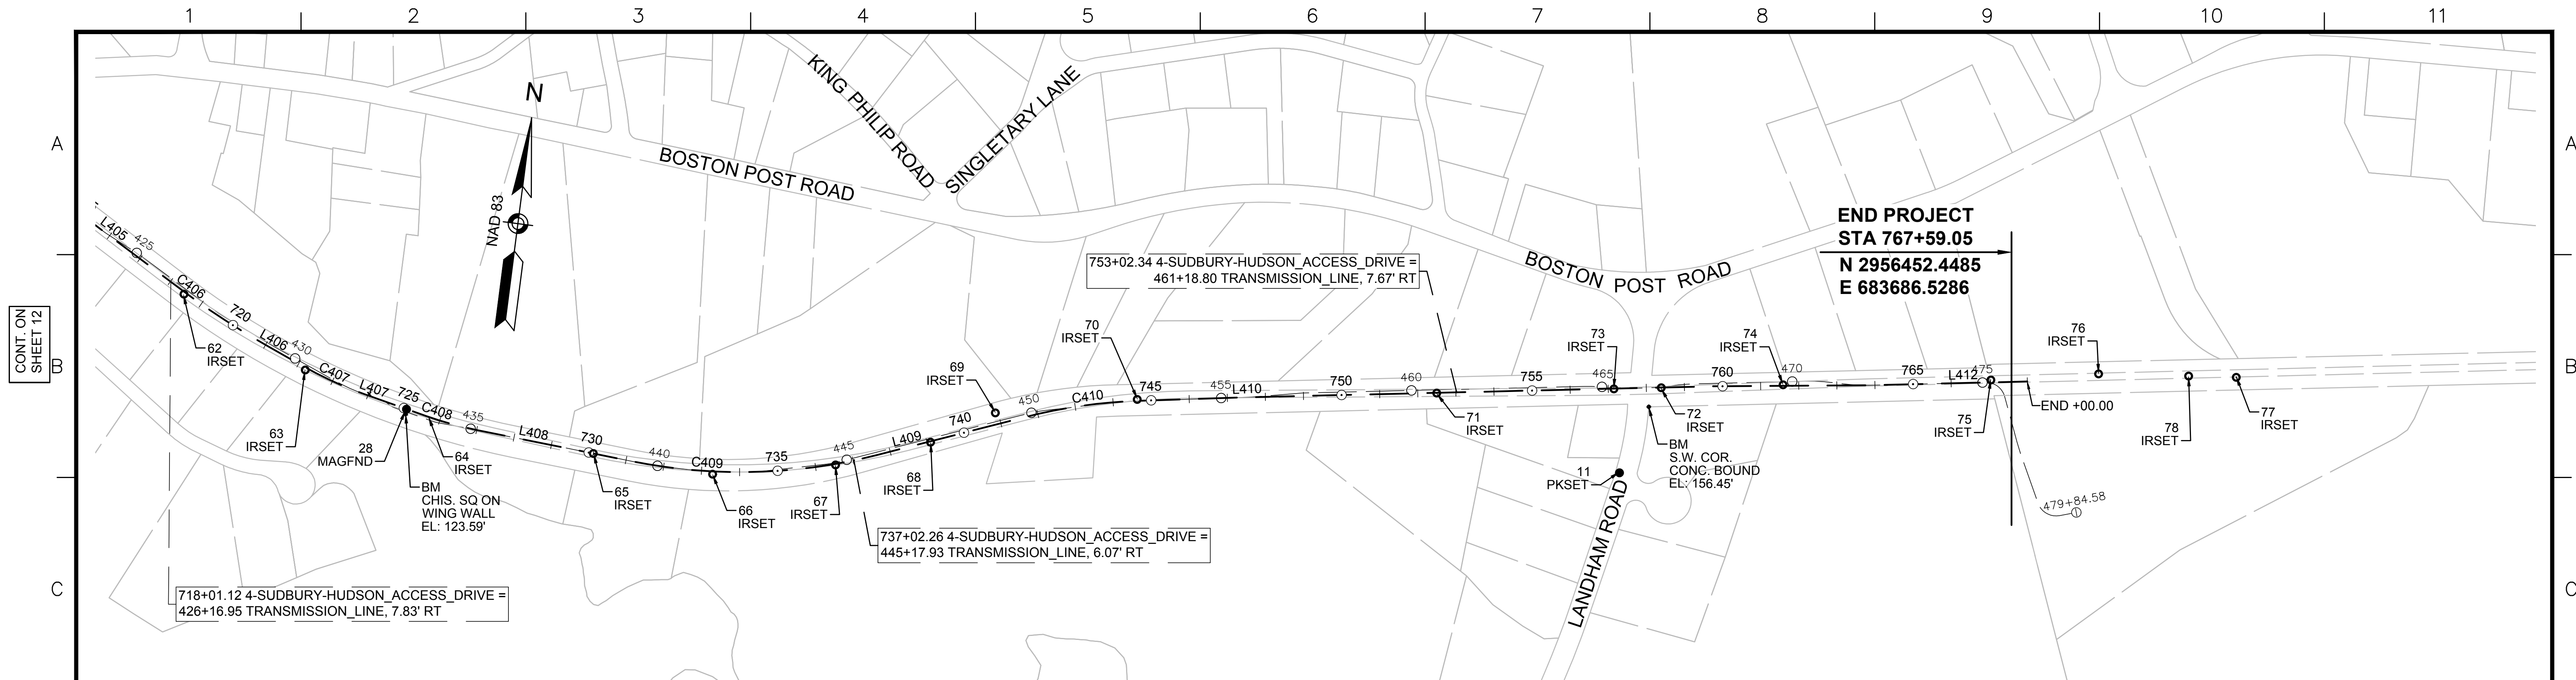 1 2 3 4 5 6 7 8 9 10 11
A
B
C
A
B
C
CONT. ON
SHEET 12
N
NAD 83
KING PHILIP ROAD
SINGLETARY LANE
BOSTON POST ROAD
BOSTON POST ROAD
LANDHAM ROAD
END PROJECT
STA 767+59.05
N 2956452.4485
E 683686.5286
753+02.34 4-SUDBURY-HUDSON_ACCESS_DRIVE =
461+18.80 TRANSMISSION_LINE, 7.67' RT
737+02.26 4-SUDBURY-HUDSON_ACCESS_DRIVE =
445+17.93 TRANSMISSION_LINE, 6.07' RT
718+01.12 4-SUDBURY-HUDSON_ACCESS_DRIVE =
426+16.95 TRANSMISSION_LINE, 7.83' RT
L405
425
C406
720
L406
430
C407
L407
725
C408
435
L408
730
440
C409
735
445
L409
740
450
C410
745
455
L410
750
460
755
465
760
470
765
L412
475
END +00.00
479+84.58
62
IRSET
63
IRSET
28
MAGFND
64
IRSET
BM
CHIS. SQ ON
WING WALL
EL: 123.59'
65
IRSET
66
IRSET
67
IRSET
68
IRSET
69
IRSET
70
IRSET
71
IRSET
73
IRSET
72
IRSET
BM
S.W. COR.
CONC. BOUND
EL: 156.45'
11
PKSET
74
IRSET
75
IRSET
76
IRSET
78
IRSET
77
IRSET